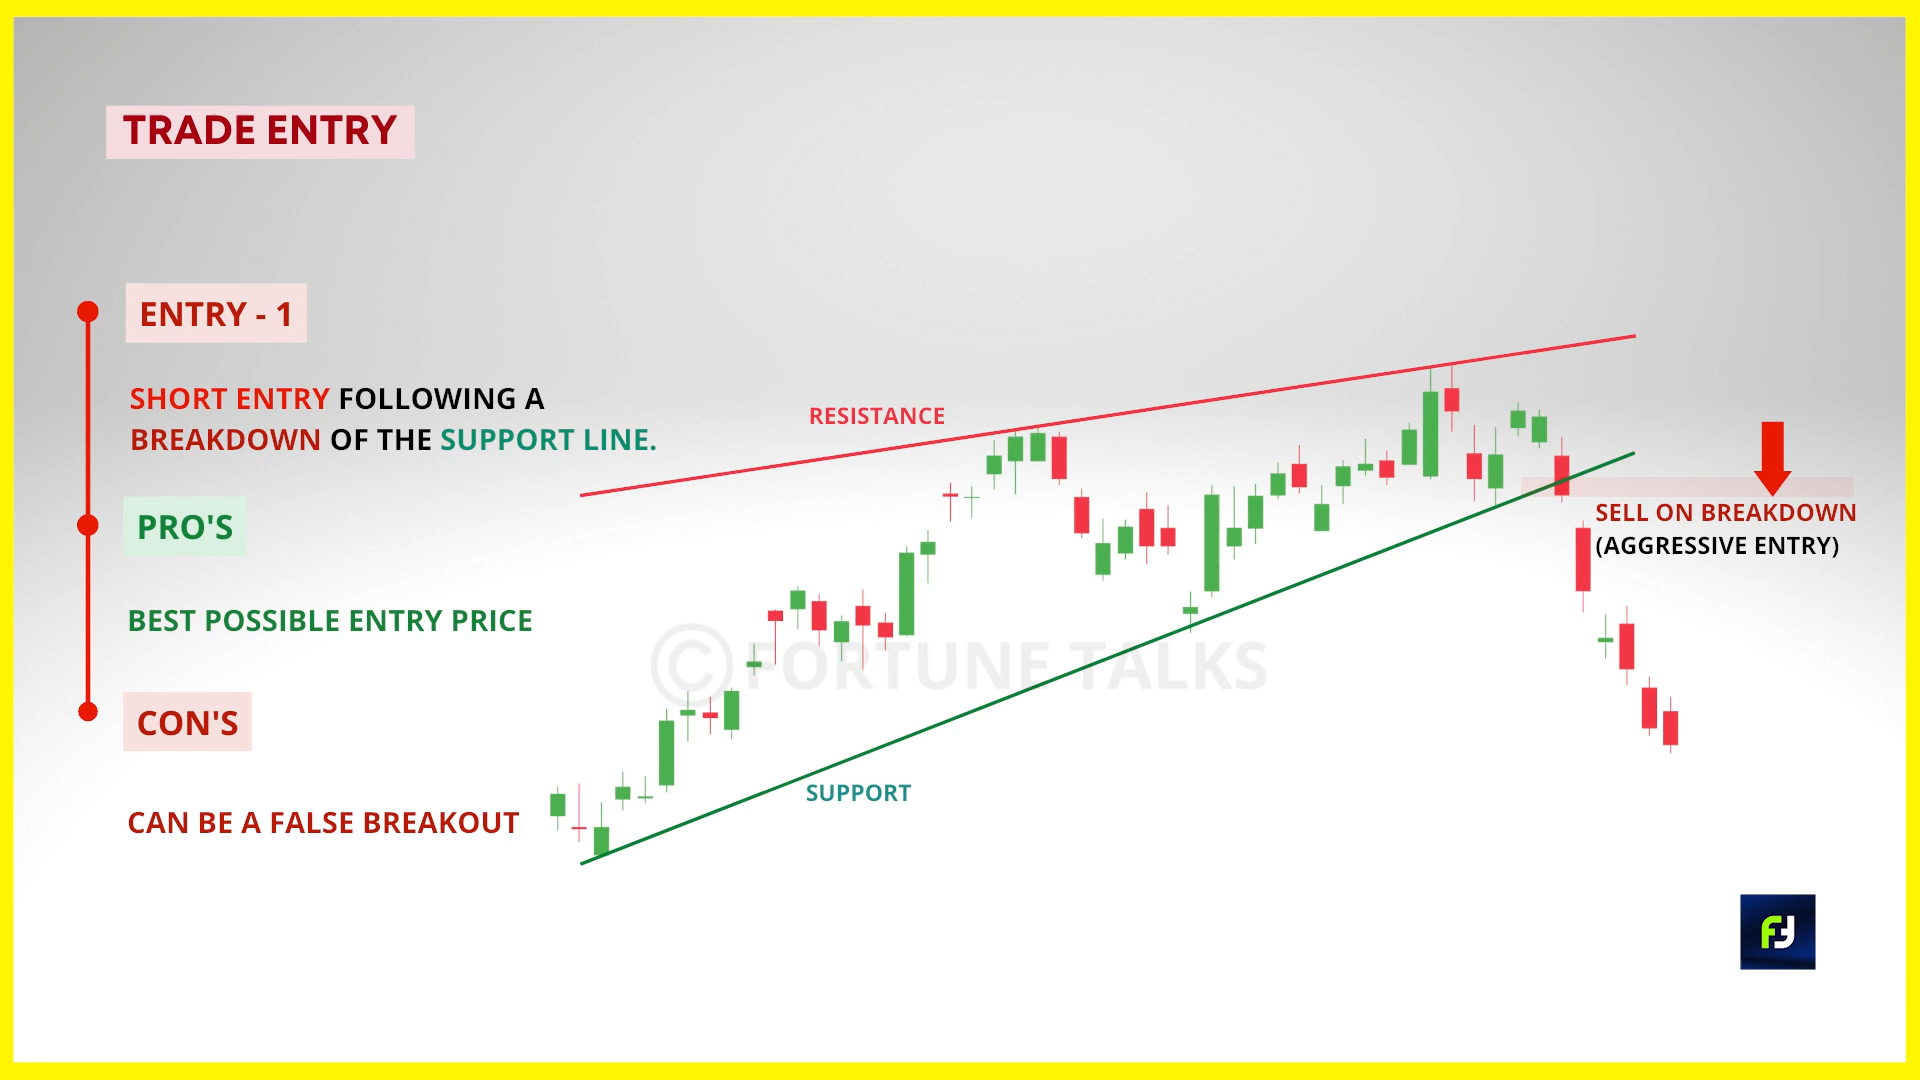 TRADE ENTRY
ENTRY - 1
SHORT ENTRY FOLLOWING A
BREAKDOWN OF THE SUPPORT LINE.
PRO'S
BEST POSSIBLE ENTRY PRICE
CON'S
CAN BE A FALSE BREAKOUT
RESISTANCE
SUPPORT
SELL ON BREAKDOWN
(AGGRESSIVE ENTRY)
© FORTUNE TALKS